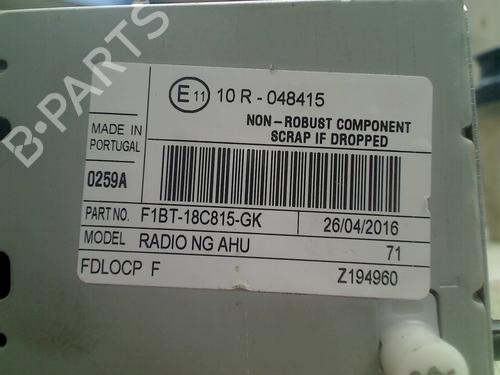 E 11 10 R - 048415
NON - ROBUST COMPONENT
SCRAP IF DROPPED
MADE IN
PORTUGAL
0259A
PART NO. F1BT-18C815-GK 26/04/2016
MODEL RADIO NG AHU 71
FDLOCP F Z194960
B-PARTS